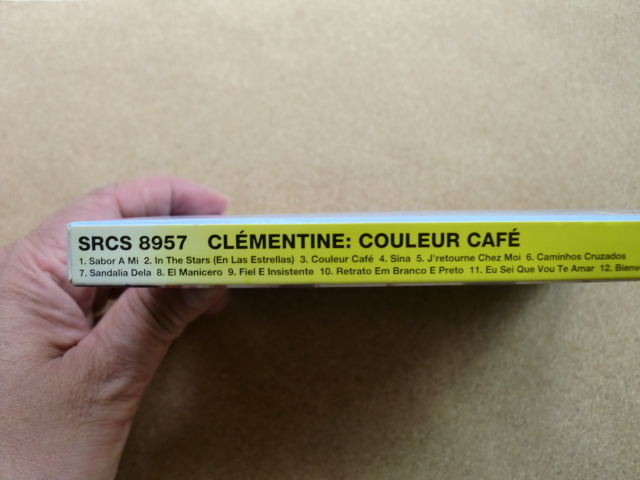 SRCS 8957 CLÉMENTINE: COULEUR CAFÉ
1. Sabor A Mi 2. In The Stars (En Las Estrellas) 3. Couleur Café 4. Sina 5. J'retourne Chez Moi 6. Caminhos Cruzados
7. Sandalia Dela 8. El Manicero 9. Fiel E Insistente 10. Retrato Em Branco E Preto 11. Eu Sei Que Vou Te Amar 12.